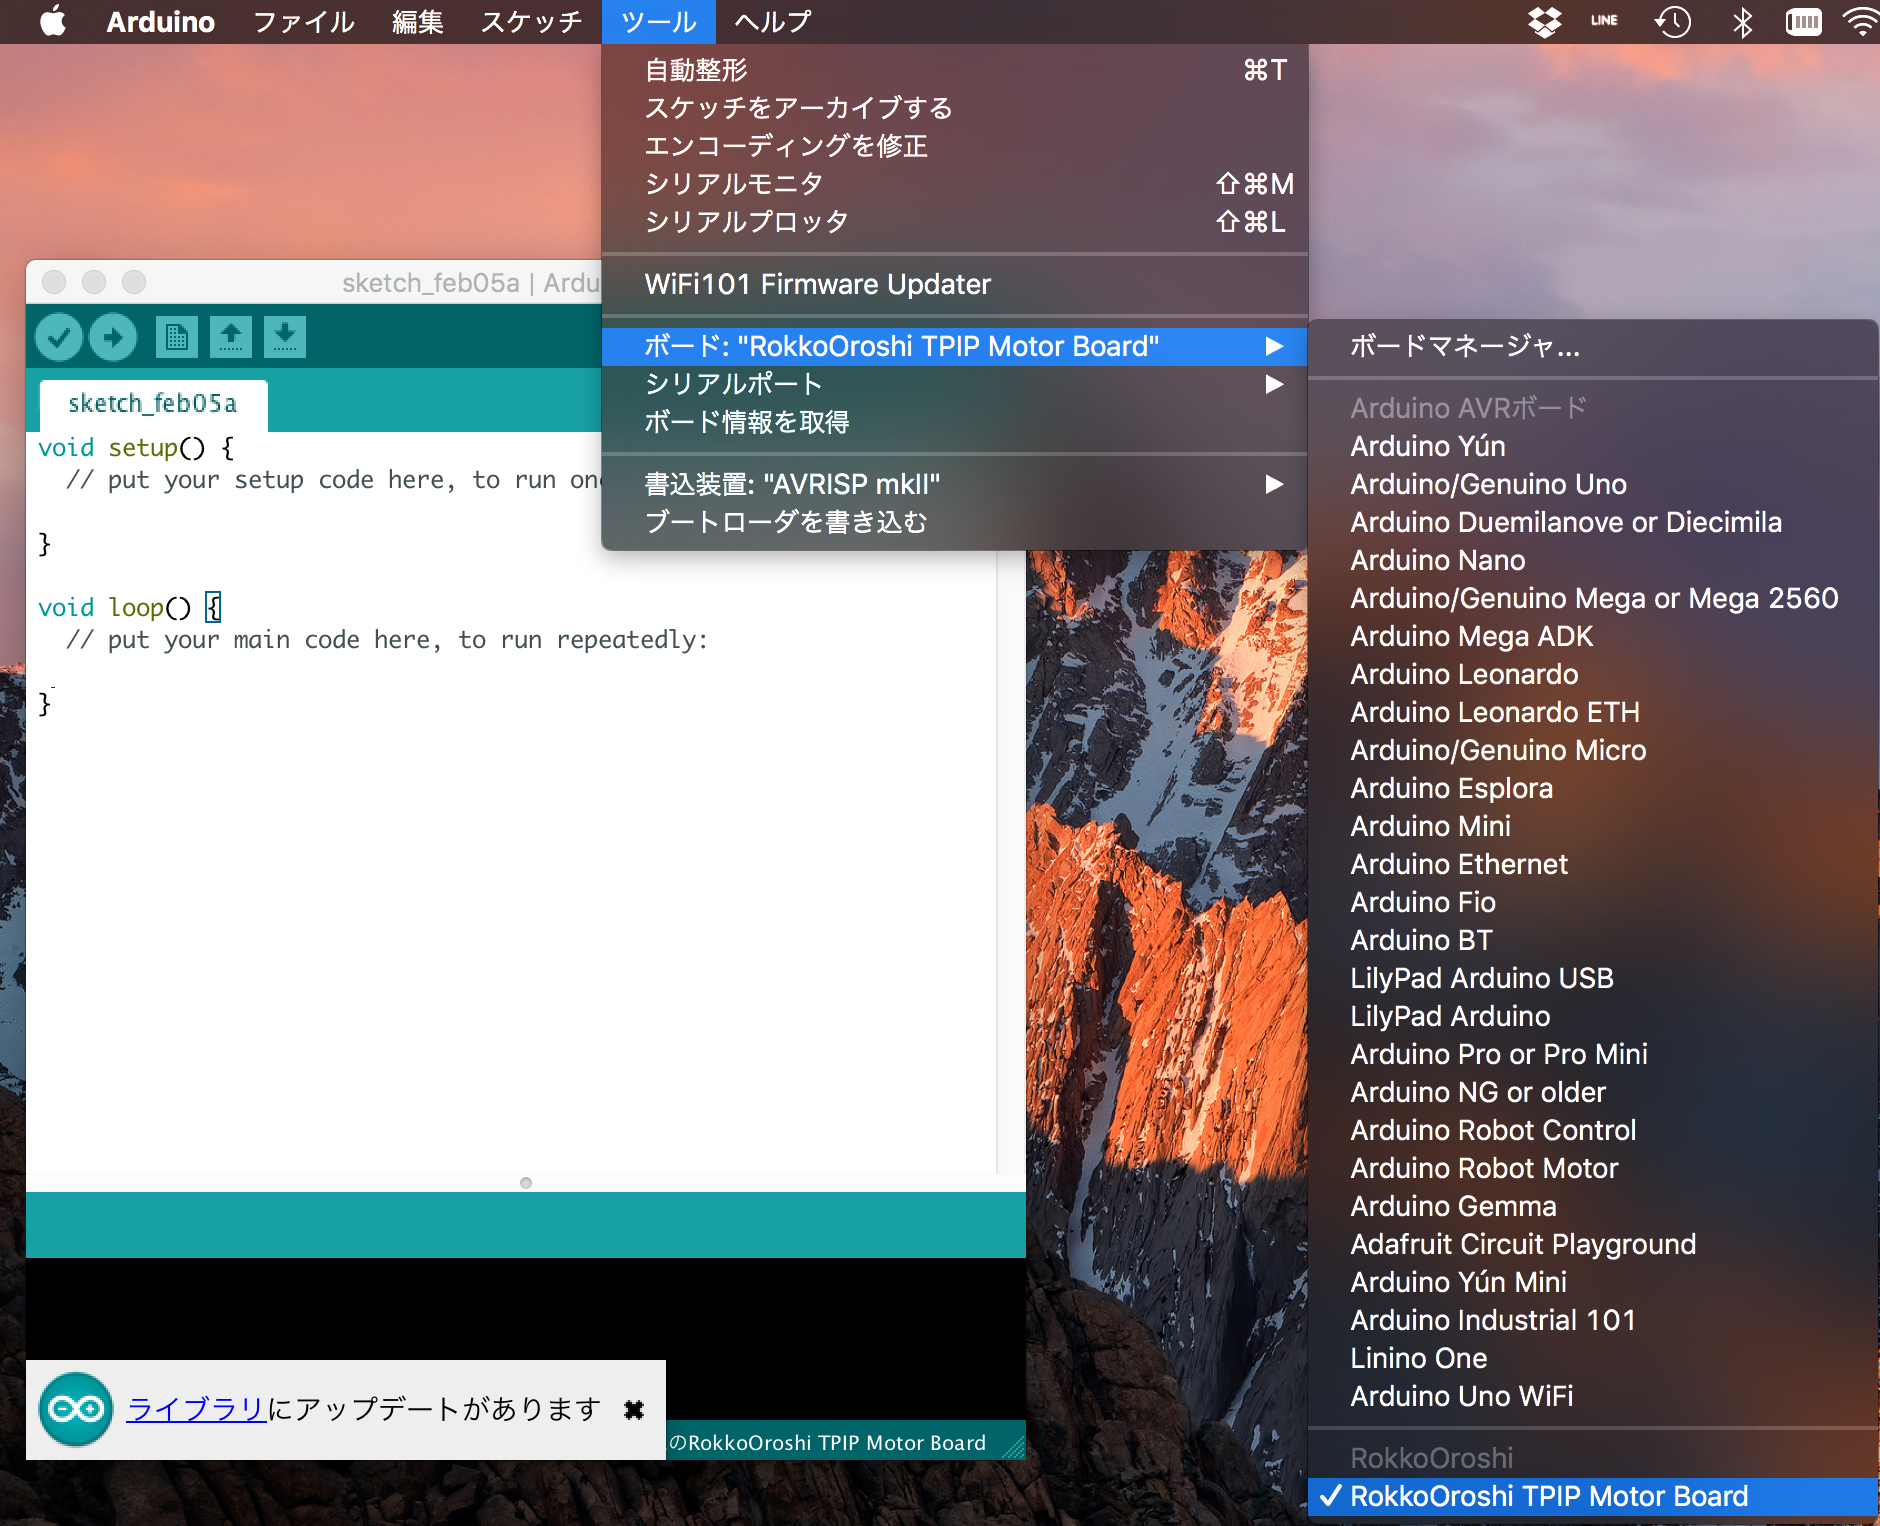 Arduino ファイル 編集 スケッチ ツール ヘルプ LINE
自動整形 ⌘T
スケッチをアーカイブする
エンコーディングを修正
シリアルモニタ ⇧⌘M
シリアルプロッタ ⇧⌘L
WiFi101 Firmware Updater
ボード: "RokkoOroshi TPIP Motor Board" ▶
シリアルポート ▶
ボード情報を取得
書込装置: "AVRISP mkII" ▶
ブートローダを書き込む
ボードマネージャ...
Arduino AVRボード
Arduino Yún
Arduino/Genuino Uno
Arduino Duemilanove or Diecimila
Arduino Nano
Arduino/Genuino Mega or Mega 2560
Arduino Mega ADK
Arduino Leonardo
Arduino Leonardo ETH
Arduino/Genuino Micro
Arduino Esplora
Arduino Mini
Arduino Ethernet
Arduino Fio
Arduino BT
LilyPad Arduino USB
LilyPad Arduino
Arduino Pro or Pro Mini
Arduino NG or older
Arduino Robot Control
Arduino Robot Motor
Arduino Gemma
Adafruit Circuit Playground
Arduino Yún Mini
Arduino Industrial 101
Linino One
Arduino Uno WiFi
RokkoOroshi
✓ RokkoOroshi TPIP Motor Board
sketch_feb05a | Ardu
sketch_feb05a
void setup() {
// put your setup code here, to run on
}
void loop() {
// put your main code here, to run repeatedly:
}
ライブラリにアップデートがあります ✖
のRokkoOroshi TPIP Motor Board